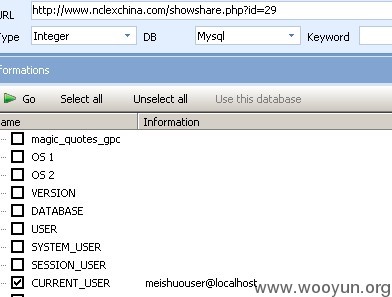 URL http://www.nclexchina.com/showshare.php?id=29
Type Integer DB Mysql Keyword
formations
Go Select all Unselect all Use this database
ame Information
magic_quotes_gpc
OS 1
OS 2
VERSION
DATABASE
USER
SYSTEM_USER
SESSION_USER
CURRENT_USER meishuouser@localhost
www.wooyun.org